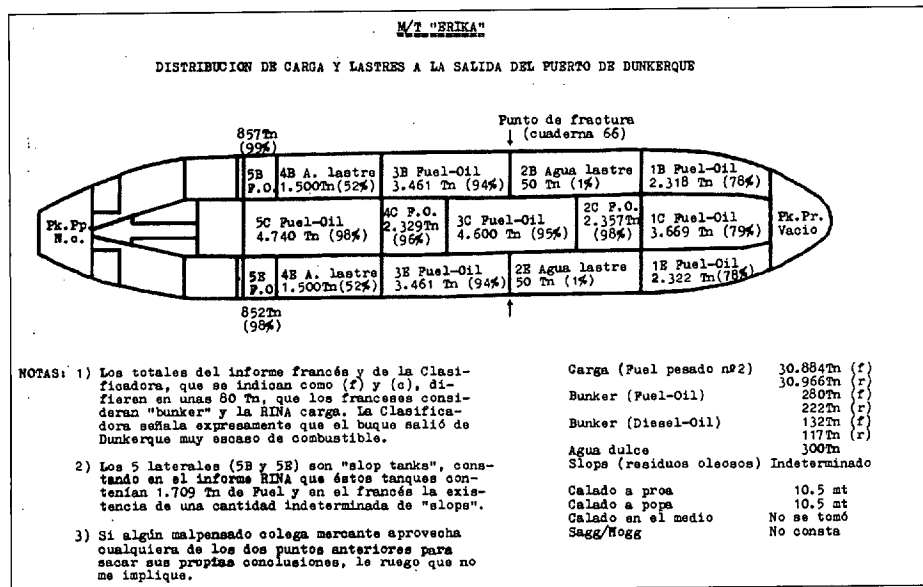 M/T "ERIKA"
DISTRIBUCION DE CARGA Y LASTRES A LA SALIDA DEL PUERTO DE DUNKERQUE
Punto de fractura
(cuaderna 66)
857Tn
(99%)
5B
F.O.
4B A. lastre
1.500Tn(52%)
3B Fuel-Oil
3.461 Tn (94%)
2B Agua lastre
50 Tn (1%)
1B Fuel-Oil
2.318 Tn (78%)
Pk.Pp.
N.c.
5C Fuel-Oil
4.740 Tn (98%)
4C F.O.
2.329Tn
(96%)
3C Fuel-Oil
4.600 Tn (95%)
2C F.O.
2.357Tn
(98%)
1C Fuel-Oil
3.669 Tn (79%)
Pk.Pr.
Vacio
5E
F.O
4E A. lastre
1.500Tn(52%)
3E Fuel-Oil
3.461 Tn (94%)
2E Agua lastre
50 Tn (1%)
1E Fuel-Oil
2.322 Tn(78%)
852Tn
(98%)
NOTAS: 1) Los totales del informe francés y de la Clasi-
ficadora, que se indican como (f) y (c), di-
fieren en unas 80 Tn, que los franceses consi-
deran "bunker" y la RINA carga. La Clasifica-
dora señala expresamente que el buque salió de
Dunkerque muy escaso de combustible.
2) Los 5 laterales (5B y 5E) son "slop tanks", cons-
tando en el informe RINA que éstos tanques con-
tenían 1.709 Tn de Fuel y en el francés la exis-
tencia de una cantidad indeterminada de "slops".
3) Si algún malpensado colega mercante aprovecha
cualquiera de los dos puntos anteriores para
sacar sus propias conclusiones, le ruego que no
me implique.
Carga (Fuel pesado nº2) 30.884Tn (f)
30.966Tn (r)
Bunker (Fuel-Oil) 280Tn (f)
222Tn (r)
Bunker (Diesel-Oil) 132Tn (f)
117Tn (r)
Agua dulce 300Tn
Slops (residuos oleosos) Indeterminado
Calado a proa 10.5 mt
Calado a popa 10.5 mt
Calado en el medio No se tomó
Sagg/Hogg No consta